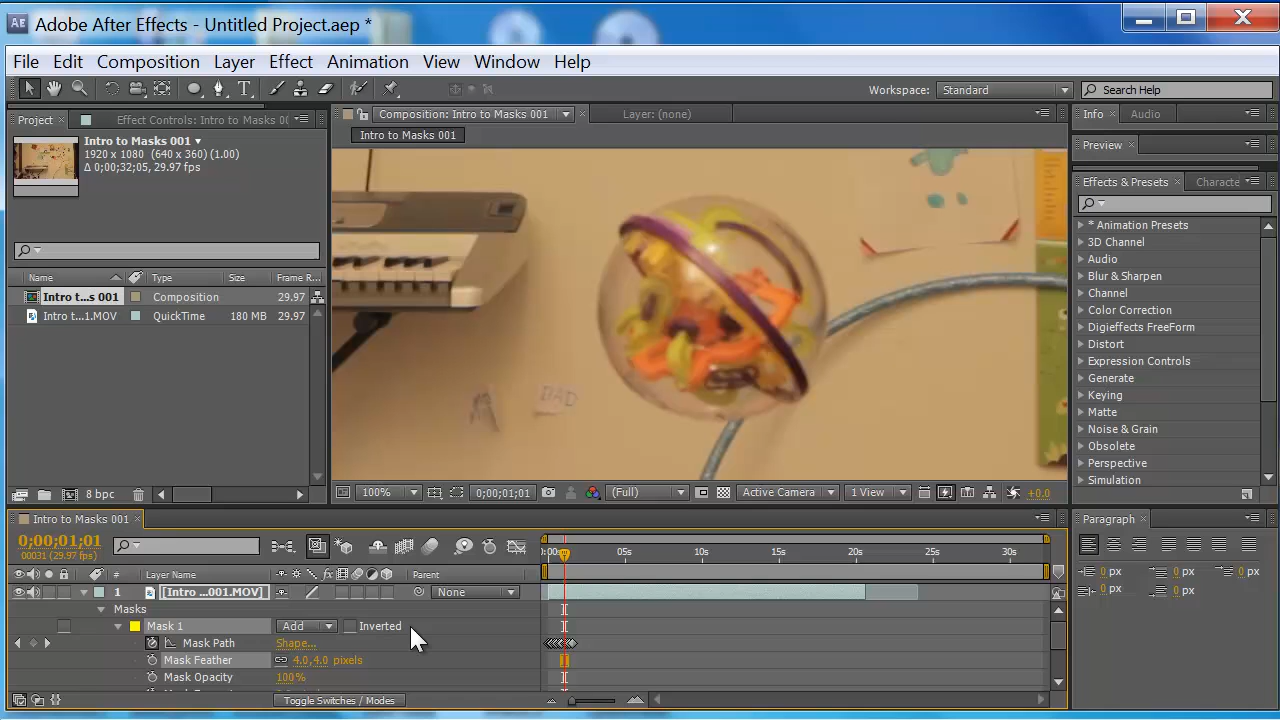 Adobe After Effects - Untitled Project.aep *
File Edit Composition Layer Effect Animation View Window Help
Workspace: Standard Search Help
Project Effect Controls: Intro to Masks 00 Composition: Intro to Masks 001 Layer: (none) Info Audio
Intro to Masks 001
Intro to Masks 001
1920 x 1080 (640 x 360) (1.00)
Δ 0;00;32;05, 29.97 fps
Preview
Effects & Presets Characte
* Animation Presets
3D Channel
Audio
Blur & Sharpen
Channel
Color Correction
Digieffects FreeForm
Distort
Expression Controls
Generate
Keying
Matte
Noise & Grain
Obsolete
Perspective
Simulation
Name Type Size Frame R...
Intro t...s 001 Composition 29.97
Intro t...1.MOV QuickTime 180 MB 29.97
DAD
8 bpc 100% 0;00;01;01 (Full) Active Camera 1 View +0.0
Intro to Masks 001 Paragraph
0;00;01;01
00031 (29.97 fps)
0:00s 05s 10s 15s 20s 25s 30s
# Layer Name fx Parent
1 [Intro ...001.MOV] None
Masks
Mask 1 Add Inverted
Mask Path Shape...
Mask Feather 4.0,4.0 pixels
Mask Opacity 100%
Toggle Switches / Modes
0 px 0 px 0 px
0 px 0 px